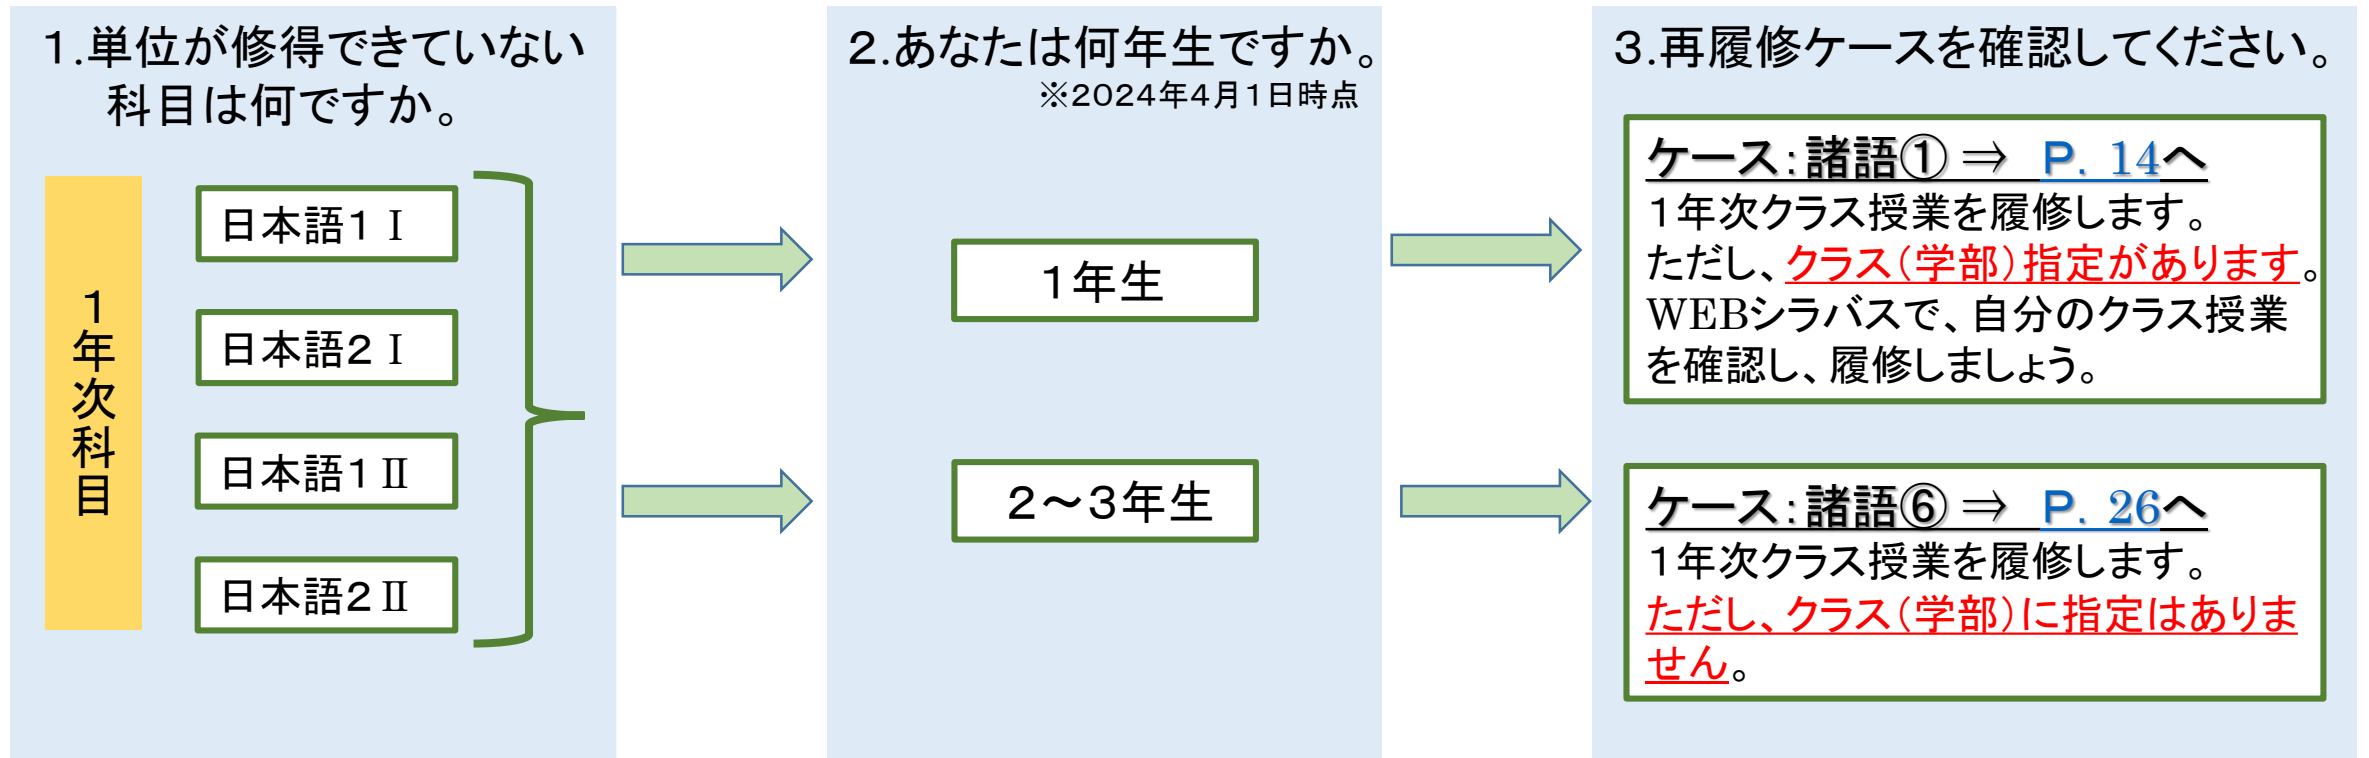 １.単位が修得できていない
科目は何ですか。
１年次科目
日本語１Ⅰ
日本語２Ⅰ
日本語１Ⅱ
日本語２Ⅱ
２.あなたは何年生ですか。
※２０２４年４月１日時点
１年生
２～３年生
３.再履修ケースを確認してください。
ケース：諸語①⇒ Ｐ．14へ
１年次クラス授業を履修します。
ただし、クラス（学部）指定があります。
WEBシラバスで、自分のクラス授業
を確認し、履修しましょう。
ケース：諸語⑥⇒ Ｐ．26へ
１年次クラス授業を履修します。
ただし、クラス（学部）に指定はありま
せん。